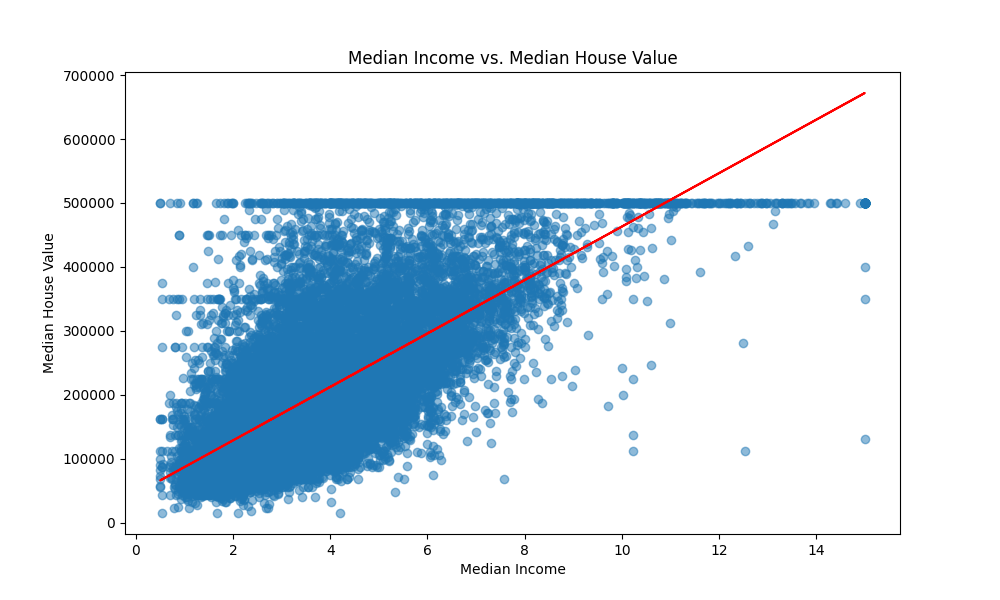 Median Income vs. Median House Value
700000
600000
500000
400000
300000
200000
100000
0
Median House Value
0 2 4 6 8 10 12 14
Median Income